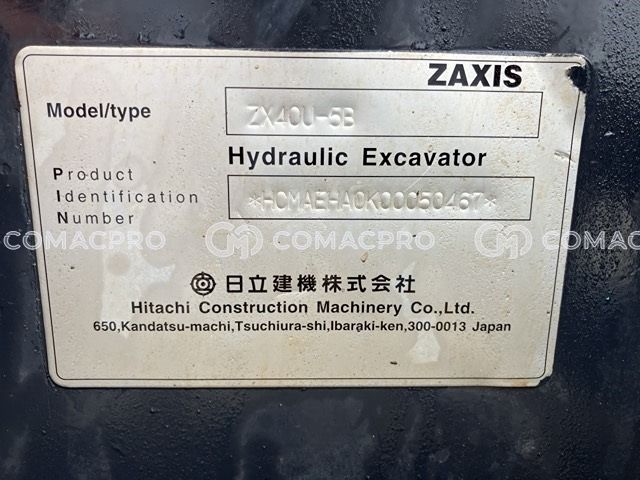 ZAXIS
Model/type ZX40U-5B
Hydraulic Excavator
Product
Identification *HCMAEHA0K00050467*
Number
COMACPRO COMACPRO COMACPRO
日立建機株式会社
Hitachi Construction Machinery Co.,Ltd.
650,Kandatsu-machi,Tsuchiura-shi,Ibaraki-ken,300-0013 Japan